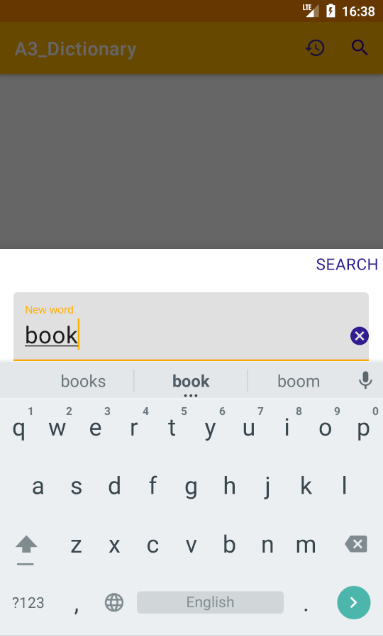 LTE 16:38
A3_Dictionary
SEARCH
New word
book
books book boom
1 2 3 4 5 6 7 8 9 0
q w e r t y u i o p
a s d f g h j k l
z x c v b n m
?123 , English .